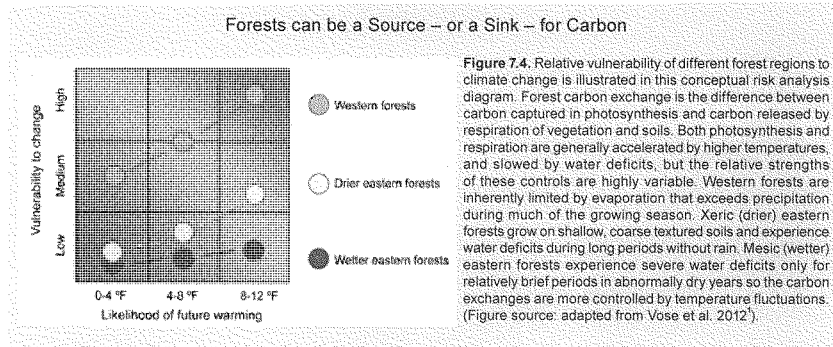 Forests can be a Source – or a Sink – for Carbon
Vulnerability to change
High
Medium
Low
0-4 ºF
4-8 ºF
8-12 ºF
Likelihood of future warming
Western forests
Drier eastern forests
Wetter eastern forests
Figure 7.4. Relative vulnerability of different forest regions to
climate change is illustrated in this conceptual risk analysis
diagram. Forest carbon exchange is the difference between
carbon captured in photosynthesis and carbon released by
respiration of vegetation and soils. Both photosynthesis and
respiration are generally accelerated by higher temperatures,
and slowed by water deficits, but the relative strengths
of these controls are highly variable. Western forests are
inherently limited by evaporation that exceeds precipitation
during much of the growing season. Xeric (drier) eastern
forests grow on shallow, coarse textured soils and experience
water deficits during long periods without rain. Mesic (wetter)
eastern forests experience severe water deficits only for
relatively brief periods in abnormally dry years so the carbon
exchanges are more controlled by temperature fluctuations.
(Figure source: adapted from Vose et al. 2012¹).